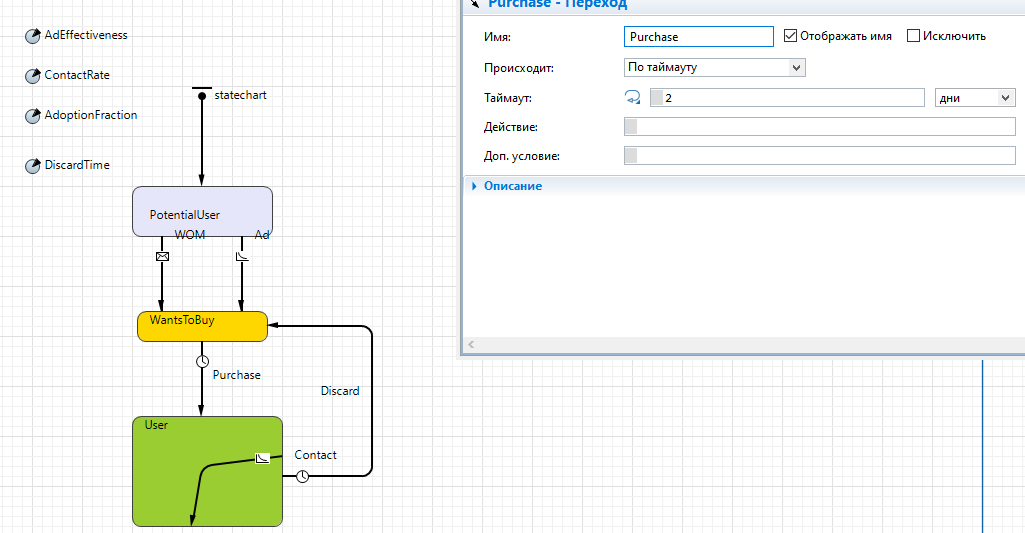 AdEffectiveness
ContactRate
AdoptionFraction
DiscardTime
statechart
PotentialUser
WOM
Ad
WantsToBuy
Purchase
Discard
User
Contact
Purchase - Переход
Имя:
Purchase
Отображать имя
Исключить
Происходит:
По таймауту
Таймаут:
2
дни
Действие:
Доп. условие:
Описание